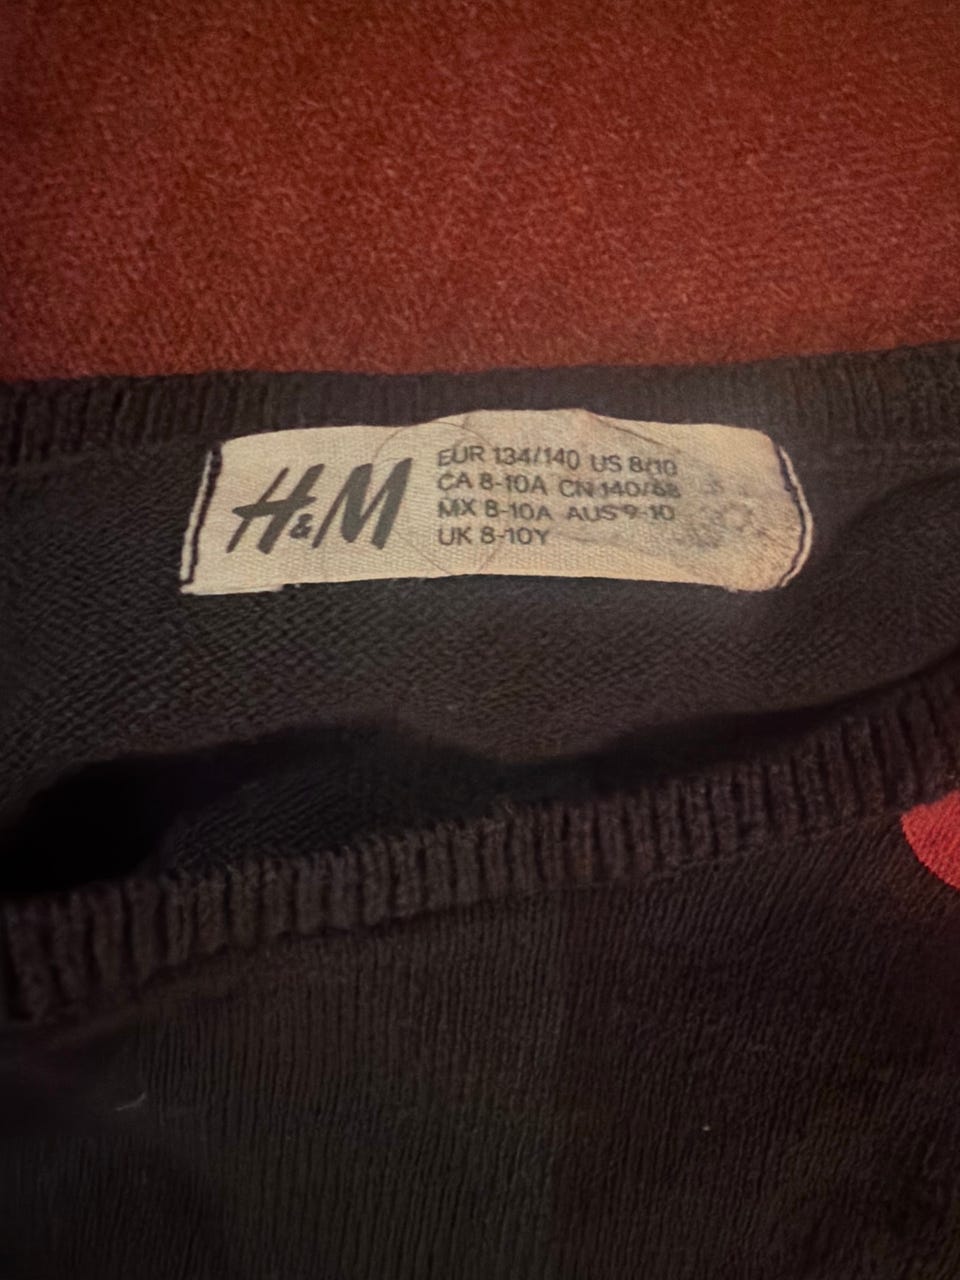 H&M
EUR 134/140 US 8/10
CA 8-10A CN 140/68
MX 8-10A AUS 9-10
UK 8-10Y